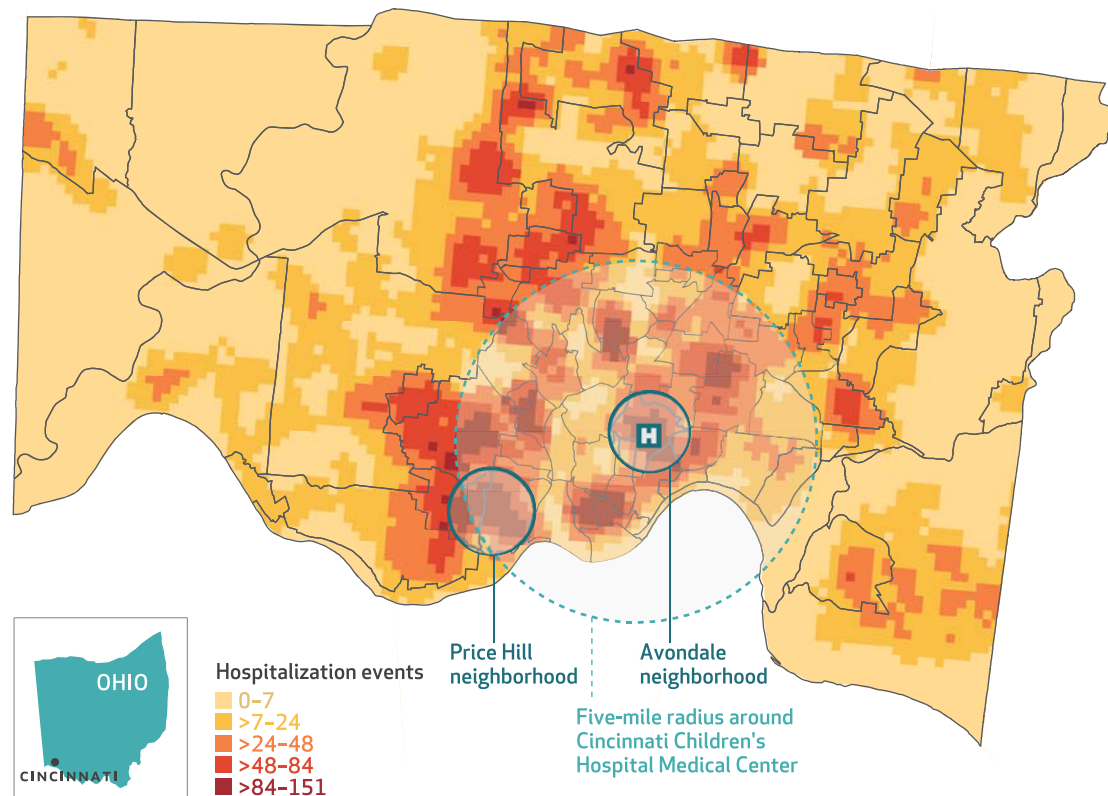 H
Price Hill
neighborhood
Avondale
neighborhood
Five-mile radius around
Cincinnati Children's
Hospital Medical Center
OHIO
CINCINNATI
Hospitalization events
0–7
>7–24
>24–48
>48–84
>84–151